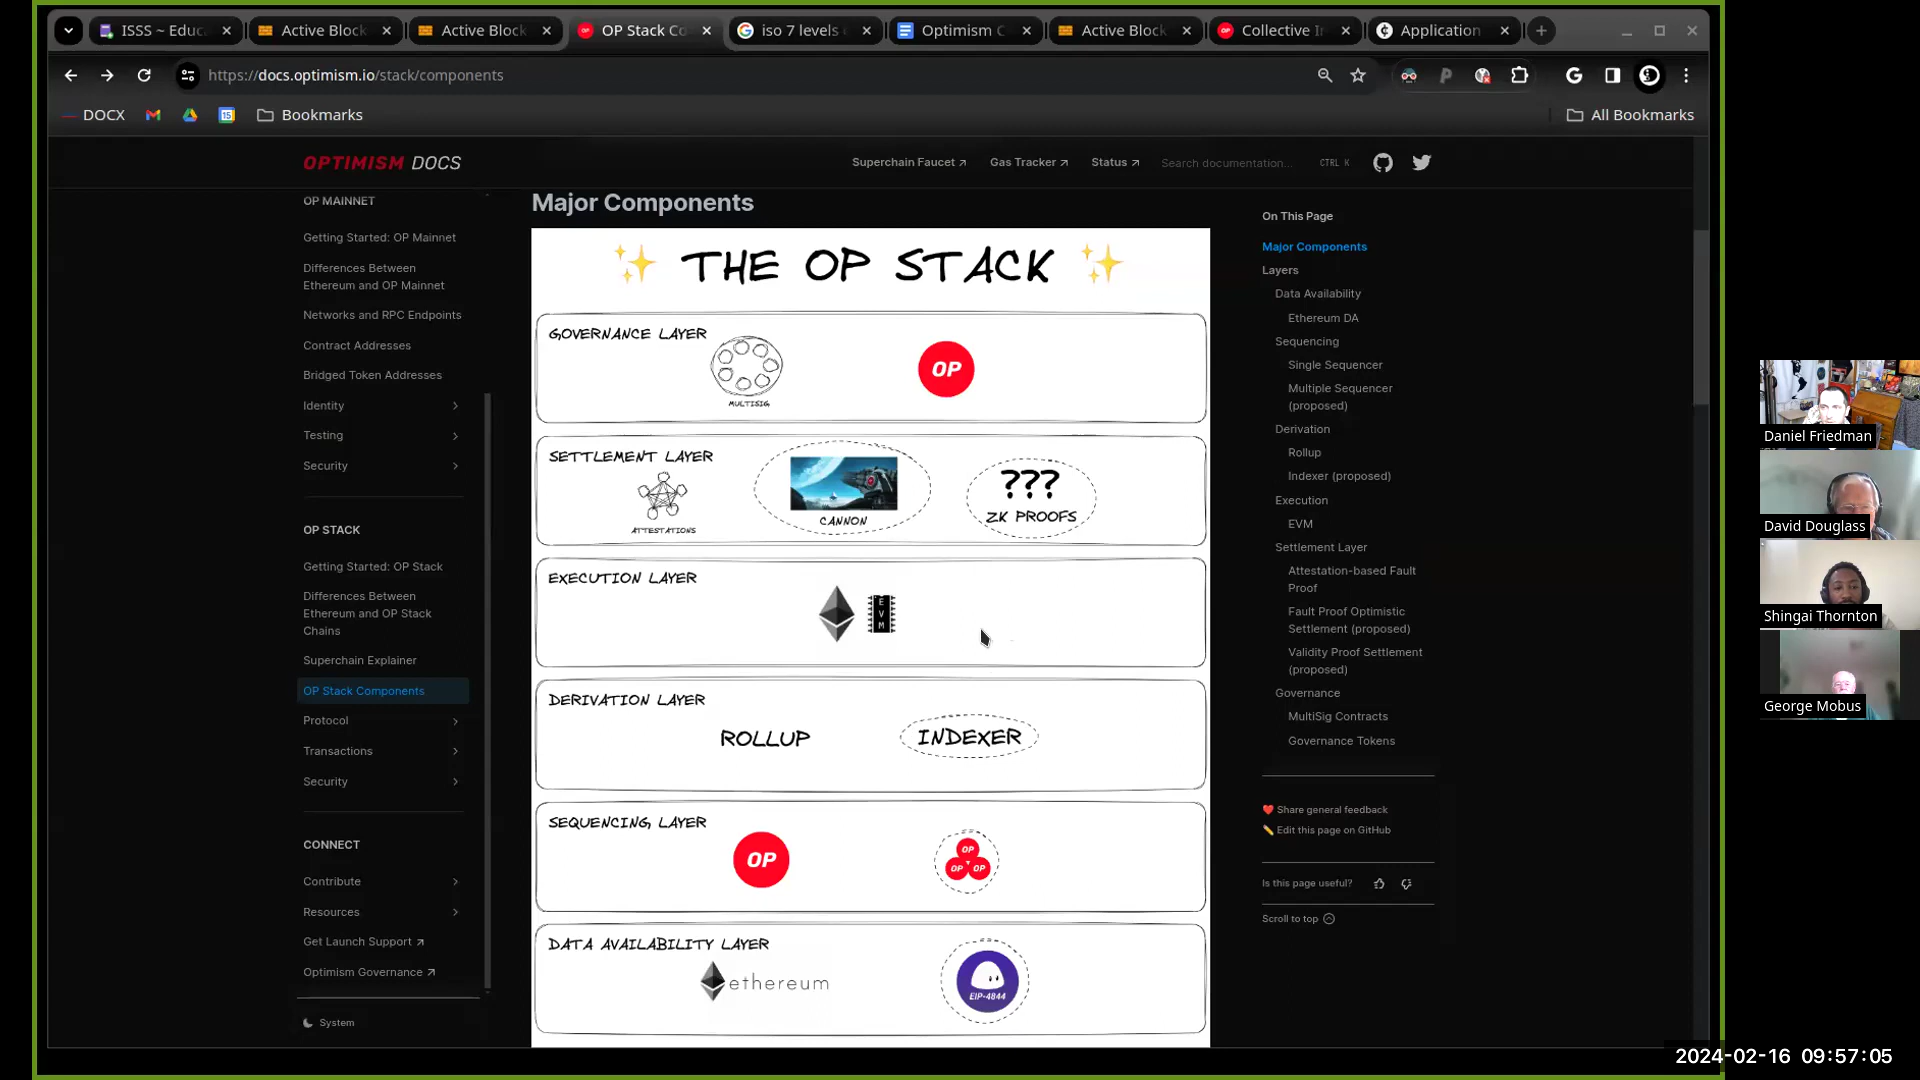 ISSS ~ Educ
Active Block
Active Block
OP Stack Co
iso 7 levels
Optimism C
Active Block
Collective I
Application
https://docs.optimism.io/stack/components
DOCX
Bookmarks
All Bookmarks
OPTIMISM DOCS
Superchain Faucet
Gas Tracker
Status
Search documentation...
CTRL K
OP MAINNET
Getting Started: OP Mainnet
Differences Between
Ethereum and OP Mainnet
Networks and RPC Endpoints
Contract Addresses
Bridged Token Addresses
Identity
Testing
Security
OP STACK
Getting Started: OP Stack
Differences Between
Ethereum and OP Stack
Chains
Superchain Explainer
OP Stack Components
Protocol
Transactions
Security
CONNECT
Contribute
Resources
Get Launch Support
Optimism Governance
System
Major Components
THE OP STACK
GOVERNANCE LAYER
MULTISIG
OP
SETTLEMENT LAYER
ATTESTATIONS
CANNON
???
ZK PROOFS
EXECUTION LAYER
EVM
DERIVATION LAYER
ROLLUP
INDEXER
SEQUENCING LAYER
OP
OP
OP OP
DATA AVAILABILITY LAYER
ethereum
EIP-4844
On This Page
Major Components
Layers
Data Availability
Ethereum DA
Sequencing
Single Sequencer
Multiple Sequencer
(proposed)
Derivation
Rollup
Indexer (proposed)
Execution
EVM
Settlement Layer
Attestation-based Fault
Proof
Fault Proof Optimistic
Settlement (proposed)
Validity Proof Settlement
(proposed)
Governance
MultiSig Contracts
Governance Tokens
Share general feedback
Edit this page on GitHub
Is this page useful?
Scroll to top
Daniel Friedman
David Douglass
Shingai Thornton
George Mobus
2024-02-16 09:57:05